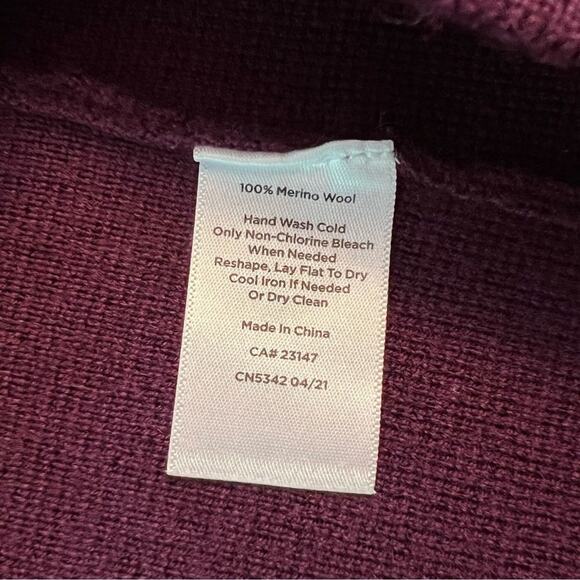 100% Merino Wool
Hand Wash Cold
Only Non-Chlorine Bleach
When Needed
Reshape, Lay Flat To Dry
Cool Iron If Needed
Or Dry Clean
Made In China
CA# 23147
CN5342 04/21